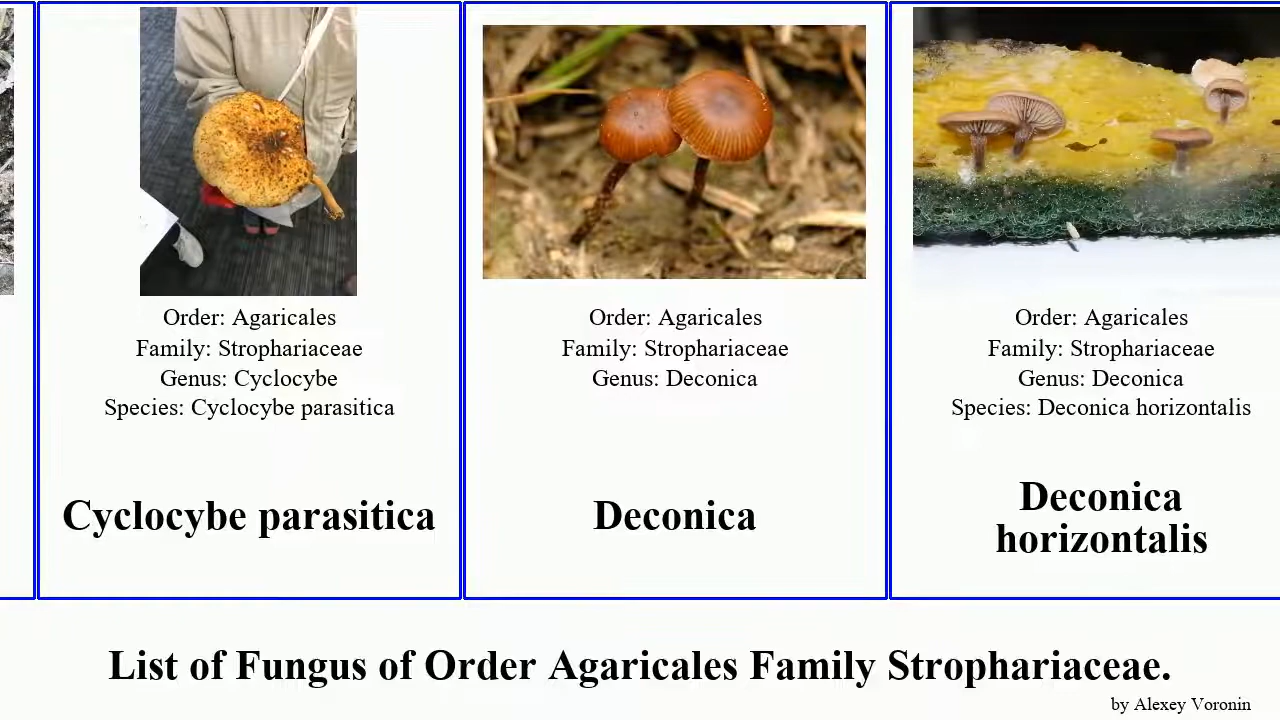 Order: Agaricales
Family: Strophariaceae
Genus: Cyclocybe
Species: Cyclocybe parasitica
Cyclocybe parasitica
Order: Agaricales
Family: Strophariaceae
Genus: Deconica
Deconica
Order: Agaricales
Family: Strophariaceae
Genus: Deconica
Species: Deconica horizontalis
Deconica
horizontalis
List of Fungus of Order Agaricales Family Strophariaceae.
by Alexey Voronin